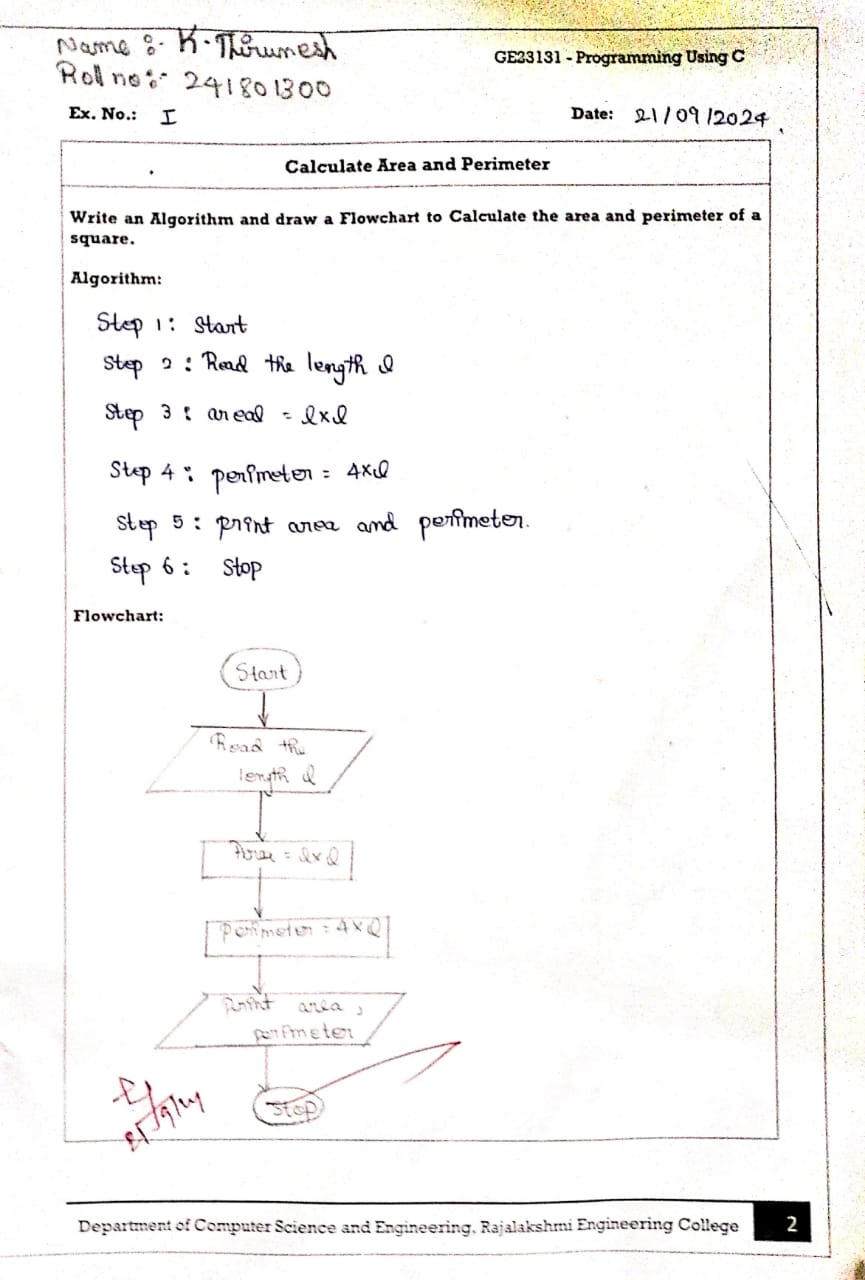 Name :- K. Thirumesh
GE23131 - Programming Using C
Roll no :- 241801300
Ex. No.: I
Date: 21/09/2024
Calculate Area and Perimeter
Write an Algorithm and draw a Flowchart to Calculate the area and perimeter of a
square.
Algorithm:
Step 1: Start
Step 2: Read the length l
Step 3: areal = l×l
Step 4: perimeter = 4×l
Step 5: print area and perimeter.
Step 6: Stop
Flowchart:
Start
Read the
length l
Area = l×l
Perimeter = 4×l
Print area,
perimeter
Stop
Department of Computer Science and Engineering, Rajalakshmi Engineering College
2